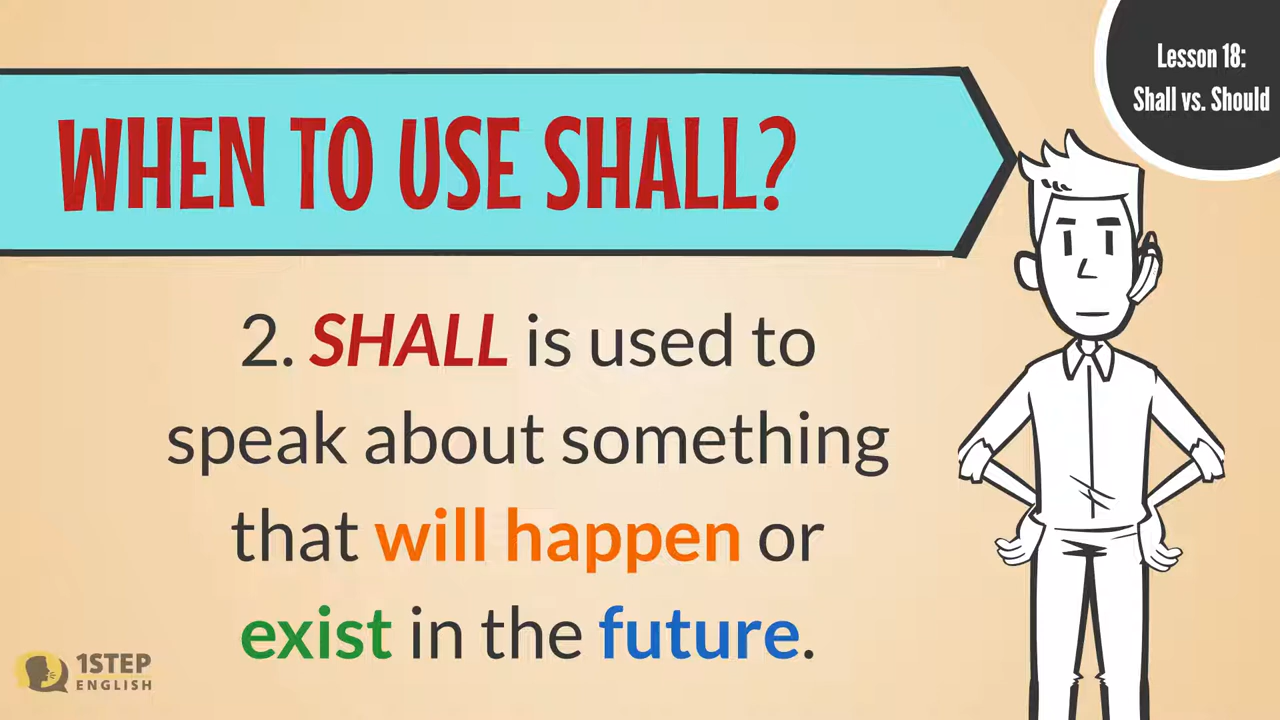 Lesson 18:
Shall vs. Should
WHEN TO USE SHALL?
2. SHALL is used to
speak about something
that will happen or
exist in the future.
1STEP
ENGLISH